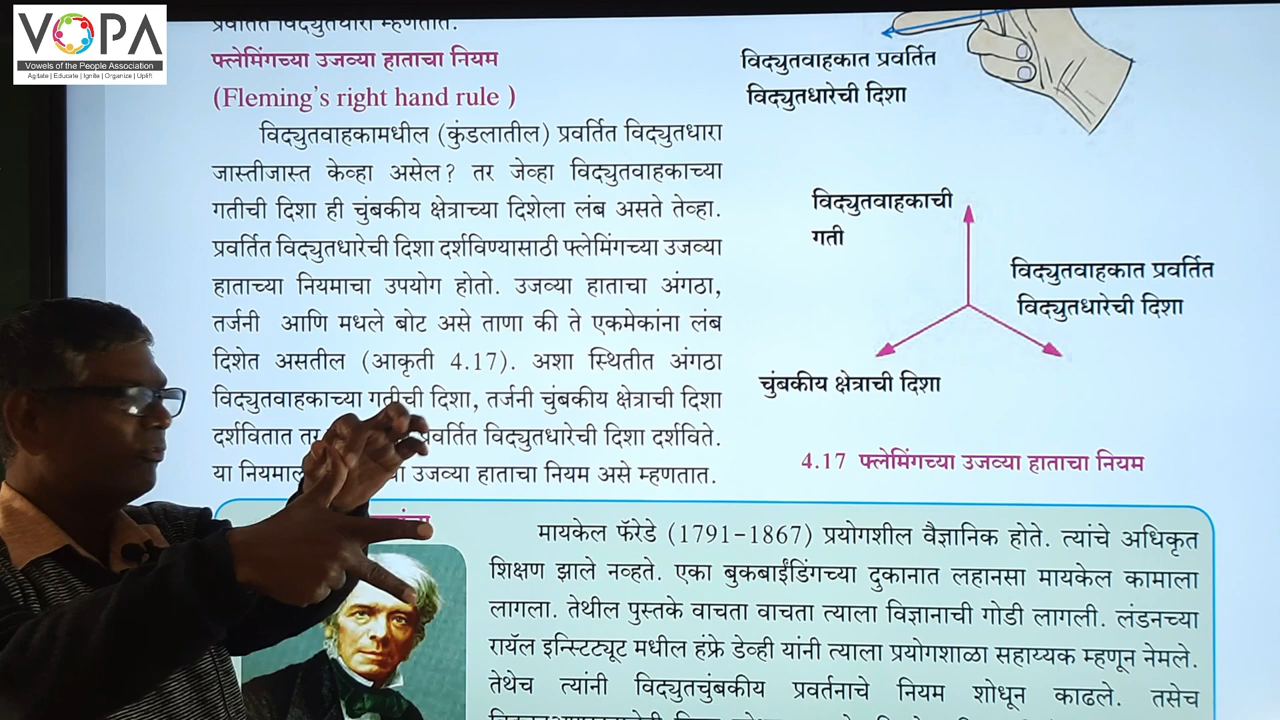 VOPA
Vowels of the People Association
Agitate | Educate | Ignite | Organize | Uplift
प्रवर्तित विद्युतधारा म्हणतात.
फ्लेमिंगच्या उजव्या हाताचा नियम
(Fleming's right hand rule )
विद्युतवाहकामधील (कुंडलातील) प्रवर्तित विद्युतधारा
जास्तीजास्त केव्हा असेल? तर जेव्हा विद्युतवाहकाच्या
गतीची दिशा ही चुंबकीय क्षेत्राच्या दिशेला लंब असते तेव्हा.
प्रवर्तित विद्युतधारेची दिशा दर्शविण्यासाठी फ्लेमिंगच्या उजव्या
हाताच्या नियमाचा उपयोग होतो. उजव्या हाताचा अंगठा,
तर्जनी आणि मधले बोट असे ताणा की ते एकमेकांना लंब
दिशेत असतील (आकृती 4.17). अशा स्थितीत अंगठा
विद्युतवाहकाच्या गतीची दिशा, तर्जनी चुंबकीय क्षेत्राची दिशा
दर्शवितात तर प्रवर्तित विद्युतधारेची दिशा दर्शविते.
या उजव्या हाताचा नियम असे म्हणतात.
विद्युतवाहकात प्रवर्तित
विद्युतधारेची दिशा
विद्युतवाहकाची
गती
विद्युतवाहकात प्रवर्तित
विद्युतधारेची दिशा
चुंबकीय क्षेत्राची दिशा
4.17 फ्लेमिंगच्या उजव्या हाताचा नियम
मायकेल फॅरेडे (1791-1867) प्रयोगशील वैज्ञानिक होते. त्यांचे अधिकृत
शिक्षण झाले नव्हते. एका बुकबाईंडिंगच्या दुकानात लहानसा मायकेल कामाला
लागला. तेथील पुस्तके वाचता वाचता त्याला विज्ञानाची गोडी लागली. लंडनच्या
रायॅल इन्स्टिट्यूट मधील हंफ्रे डेव्ही यांनी त्याला प्रयोगशाळा सहाय्यक म्हणून नेमले.
तेथेच त्यांनी विद्युतचुंबकीय प्रवर्तनाचे नियम शोधून काढले. तसेच